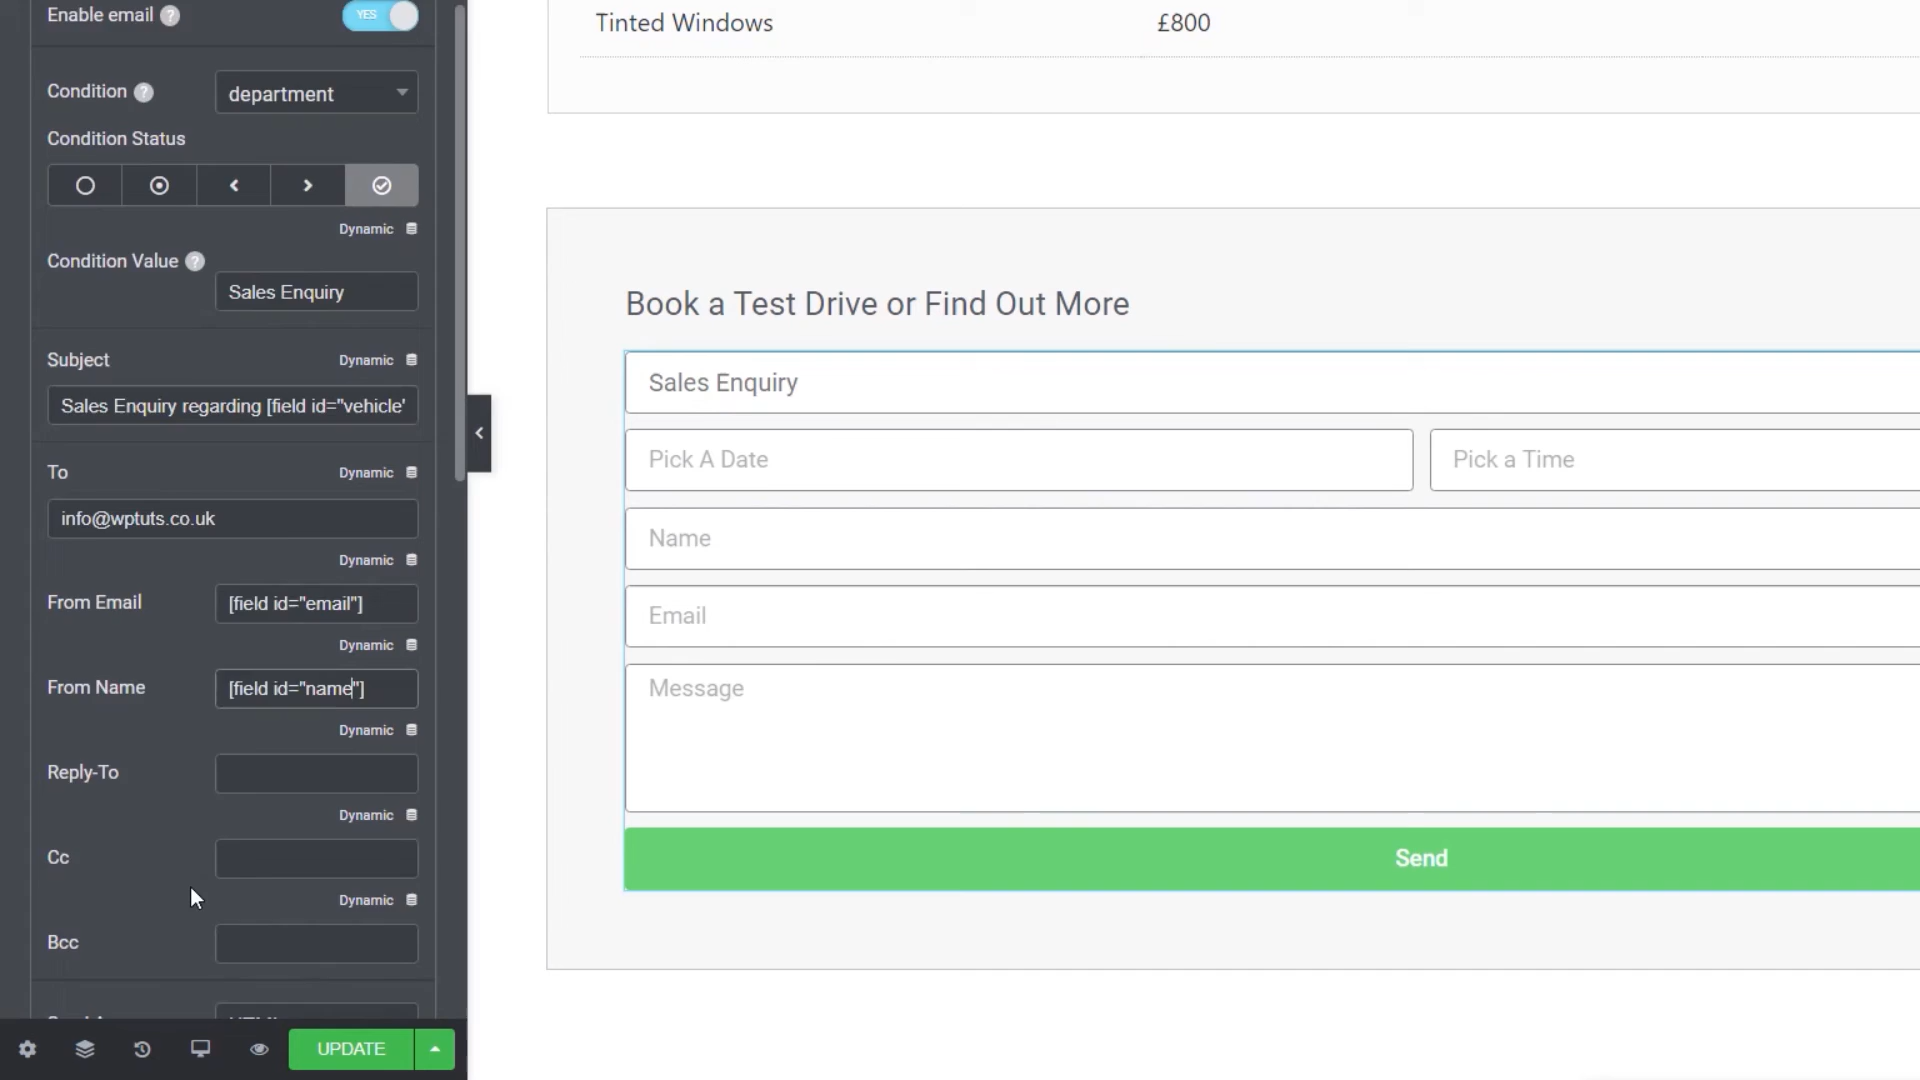 Enable email
YES
Condition
department
Condition Status
Dynamic
Condition Value
Sales Enquiry
Subject
Dynamic
Sales Enquiry regarding [field id="vehicle"
To
Dynamic
info@wptuts.co.uk
Dynamic
From Email
[field id="email"]
Dynamic
From Name
[field id="name"]
Dynamic
Reply-To
Dynamic
Cc
Dynamic
Bcc
UPDATE
Tinted Windows £800
Book a Test Drive or Find Out More
Sales Enquiry
Pick A Date
Pick a Time
Name
Email
Message
Send